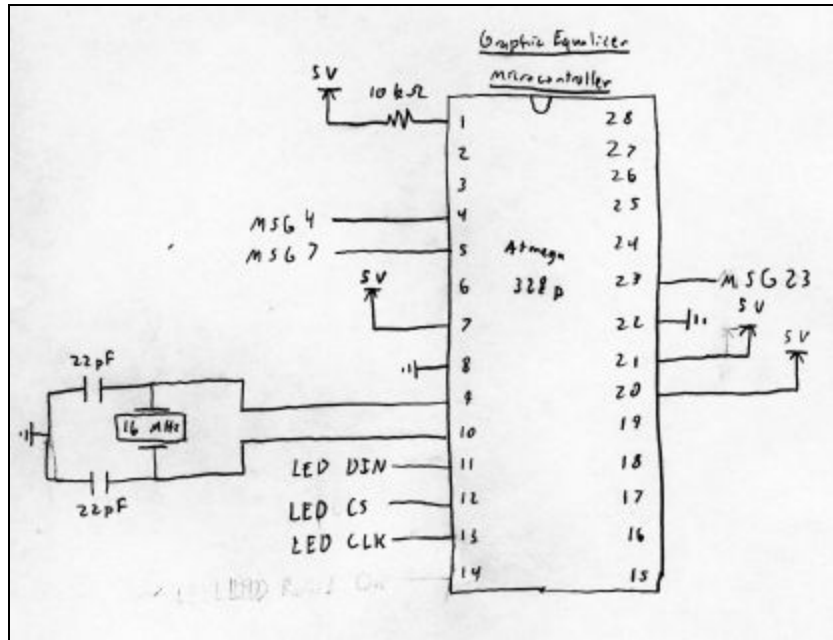 Graphic Equalizer
Microcontroller
5V
10kΩ
1
2
3
4
5
6
7
8
9
10
11
12
13
14
28
27
26
25
24
23
22
21
20
19
18
17
16
15
Atmega
328p
MSG 4
MSG 7
5V
22pF
16 MHz
22pF
LED DIN
LED CS
LED CLK
MSG23
5V
5V